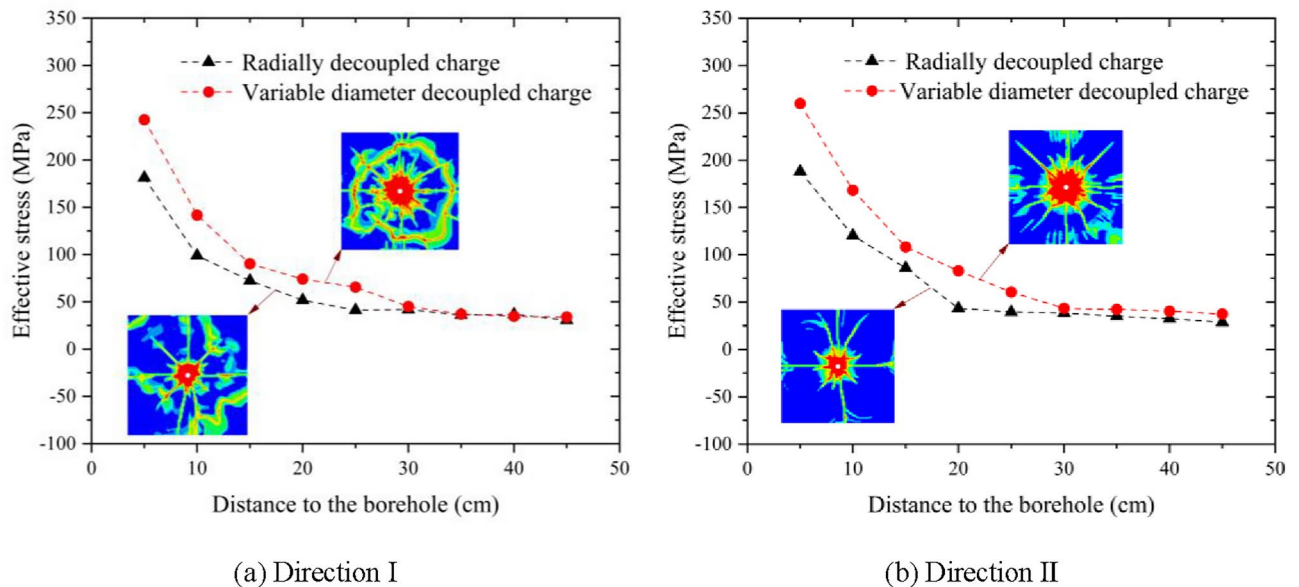 350
300
250
200
150
100
50
0
-50
-100
Effective stress (MPa)
Radially decoupled charge
Variable diameter decoupled charge
0 10 20 30 40 50
Distance to the borehole (cm)
(a) Direction I
350
300
250
200
150
100
50
0
-50
-100
Effective stress (MPa)
Radially decoupled charge
Variable diameter decoupled charge
0 10 20 30 40 50
Distance to the borehole (cm)
(b) Direction II